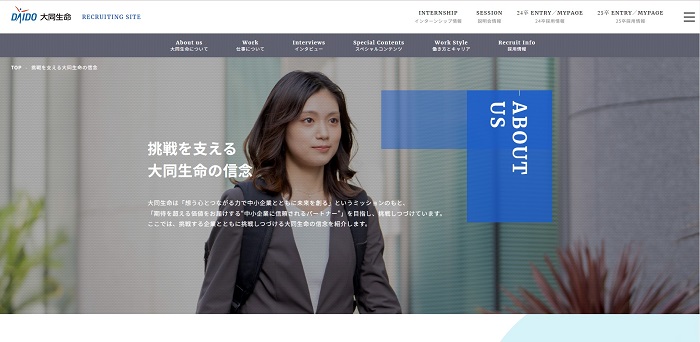 DAIDO 大同生命 RECRUITING SITE
INTERNSHIP SESSION 24卒 ENTRY／MYPAGE 25卒 ENTRY／MYPAGE
インターンシップ情報 説明会情報 24卒採用情報 25卒採用情報
About us Work Interviews Special Contents Work Style Recruit Info
大同生命について 仕事について インタビュー スペシャルコンテンツ 働き方とキャリア 採用情報
TOP 挑戦を支える大同生命の信念
ABOUT
US
挑戦を支える
大同生命の信念
大同生命は「想う心とつながる力で中小企業とともに未来を創る」というミッションのもと、
「期待を超える価値をお届けする“中小企業に信頼されるパートナー”」を目指し、挑戦しつづけています。
ここでは、挑戦する企業とともに挑戦しつづける大同生命の信念を紹介します。